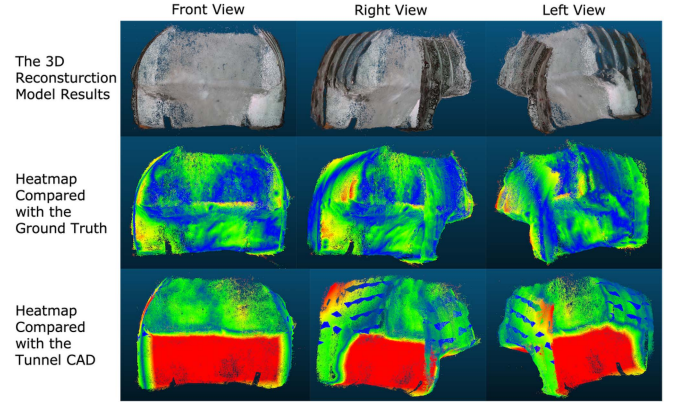 Front View
Right View
Left View
The 3D
Reconsturction
Model Results
Heatmap
Compared
with the
Ground Truth
Heatmap
Compared
with the
Tunnel CAD